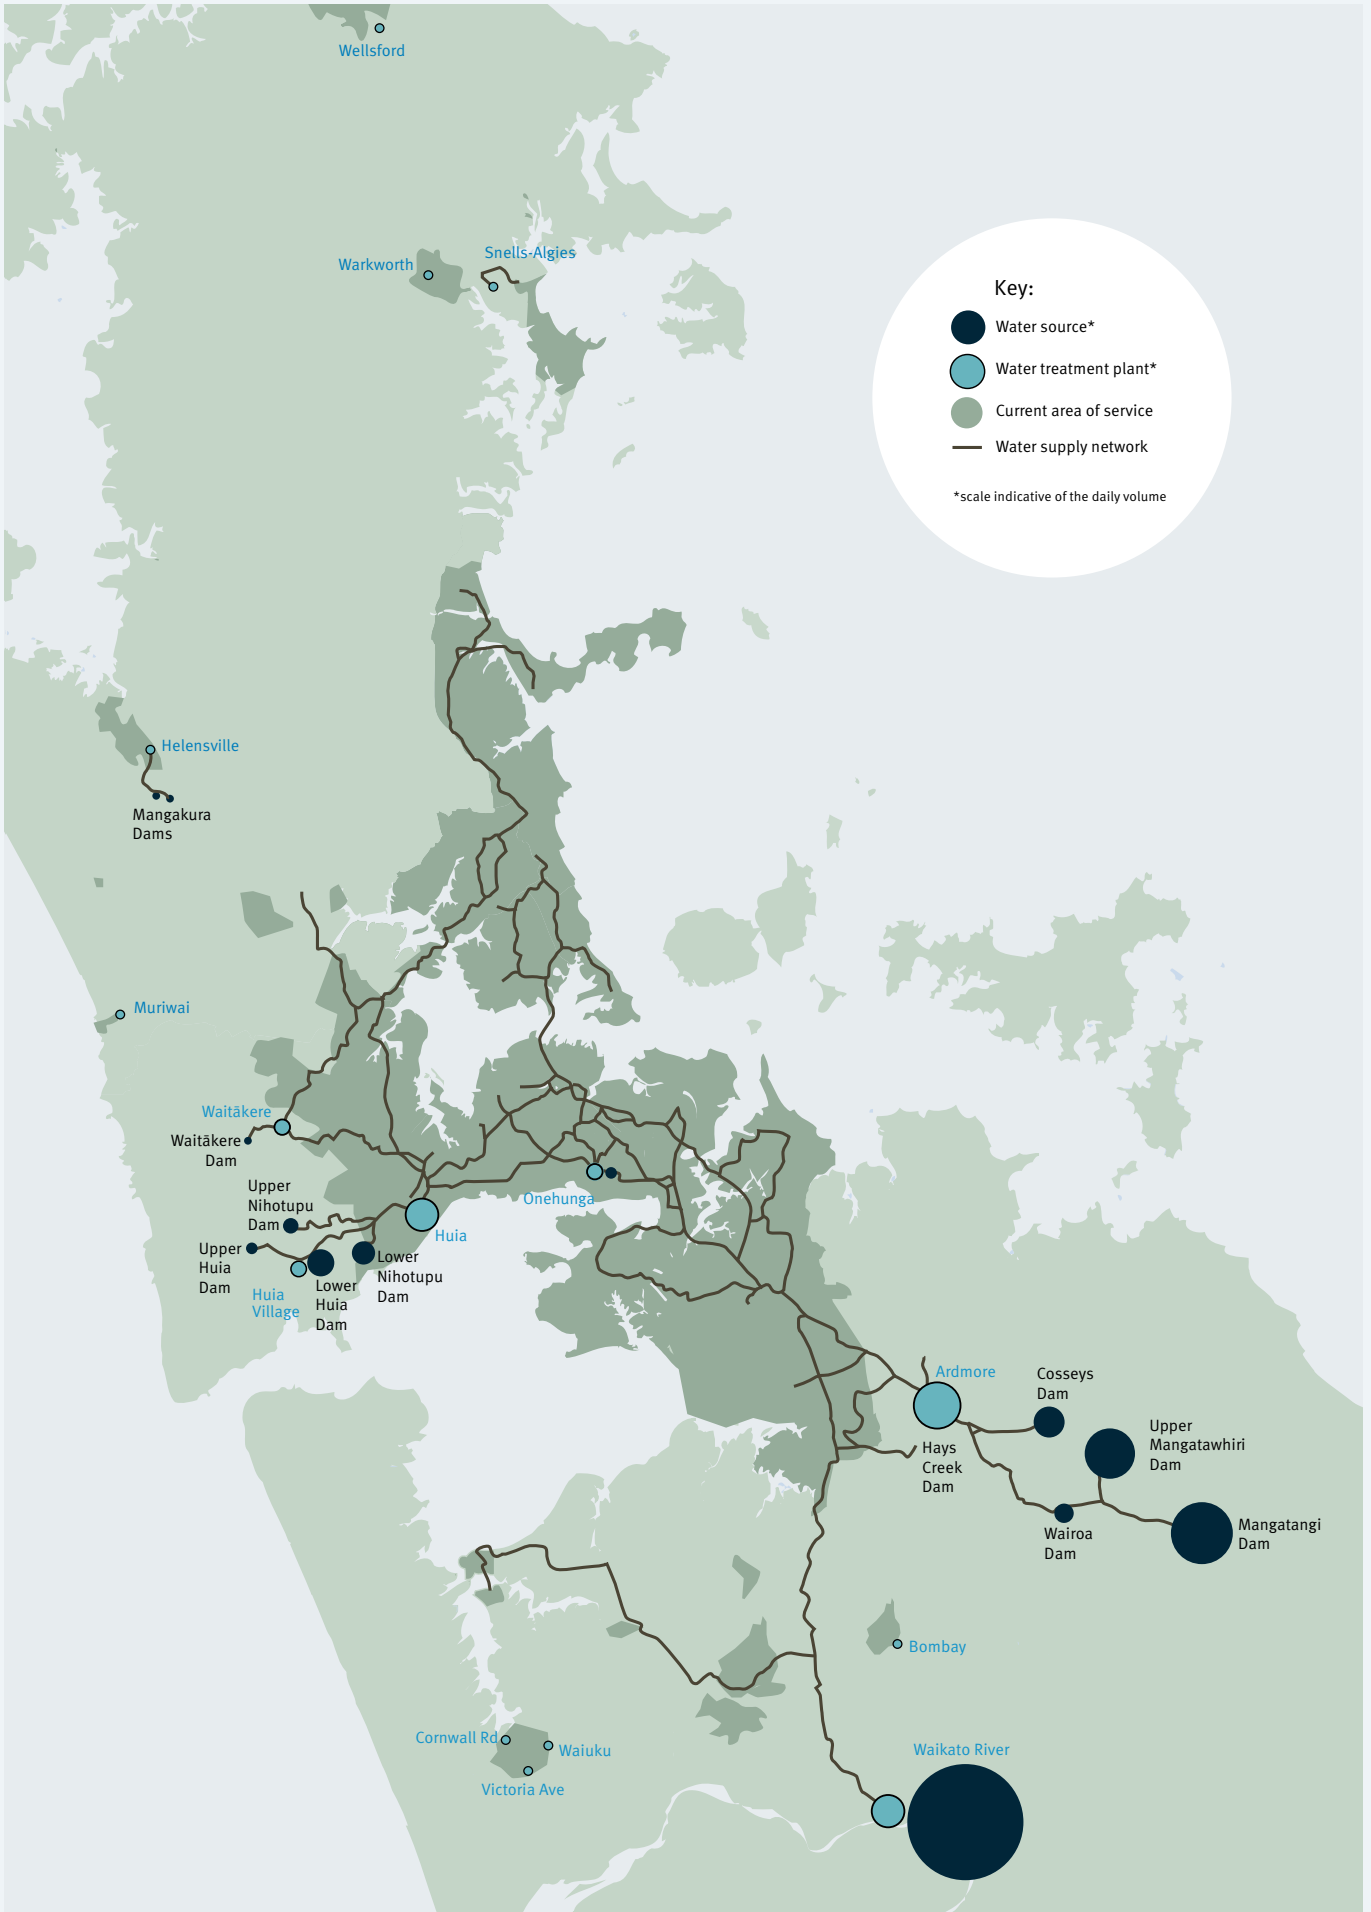 Wellsford
Snells-Algies
Warkworth
Key:
Water source*
Water treatment plant*
Current area of service
Water supply network
*scale indicative of the daily volume
Helensville
Mangakura
Dams
Muriwai
Waitākere
Waitākere
Dam
Upper
Nihotupu
Dam
Onehunga
Huia
Upper
Huia
Dam
Lower
Nihotupu
Dam
Huia
Village
Lower
Huia
Dam
Ardmore
Cosseys
Dam
Upper
Mangatawhiri
Dam
Hays
Creek
Dam
Wairoa
Dam
Mangatangi
Dam
Bombay
Cornwall Rd
Waiuku
Victoria Ave
Waikato River